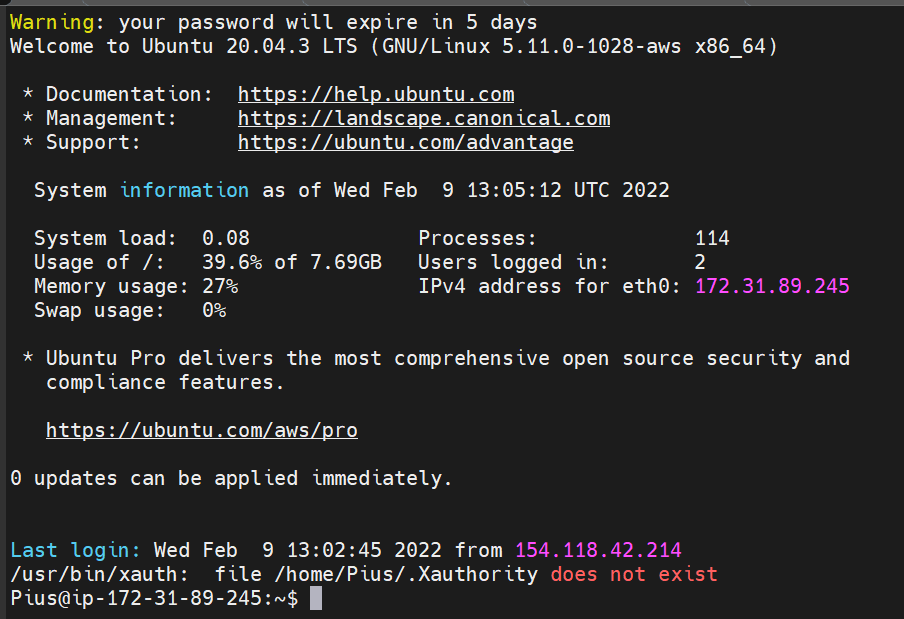 Warning: your password will expire in 5 days
Welcome to Ubuntu 20.04.3 LTS (GNU/Linux 5.11.0-1028-aws x86_64)

 * Documentation:  https://help.ubuntu.com
 * Management:     https://landscape.canonical.com
 * Support:        https://ubuntu.com/advantage

  System information as of Wed Feb  9 13:05:12 UTC 2022

  System load:  0.08              Processes:             114
  Usage of /:   39.6% of 7.69GB   Users logged in:       2
  Memory usage: 27%               IPv4 address for eth0: 172.31.89.245
  Swap usage:   0%

 * Ubuntu Pro delivers the most comprehensive open source security and
   compliance features.

   https://ubuntu.com/aws/pro

0 updates can be applied immediately.


Last login: Wed Feb  9 13:02:45 2022 from 154.118.42.214
/usr/bin/xauth:  file /home/Pius/.Xauthority does not exist
Pius@ip-172-31-89-245:~$